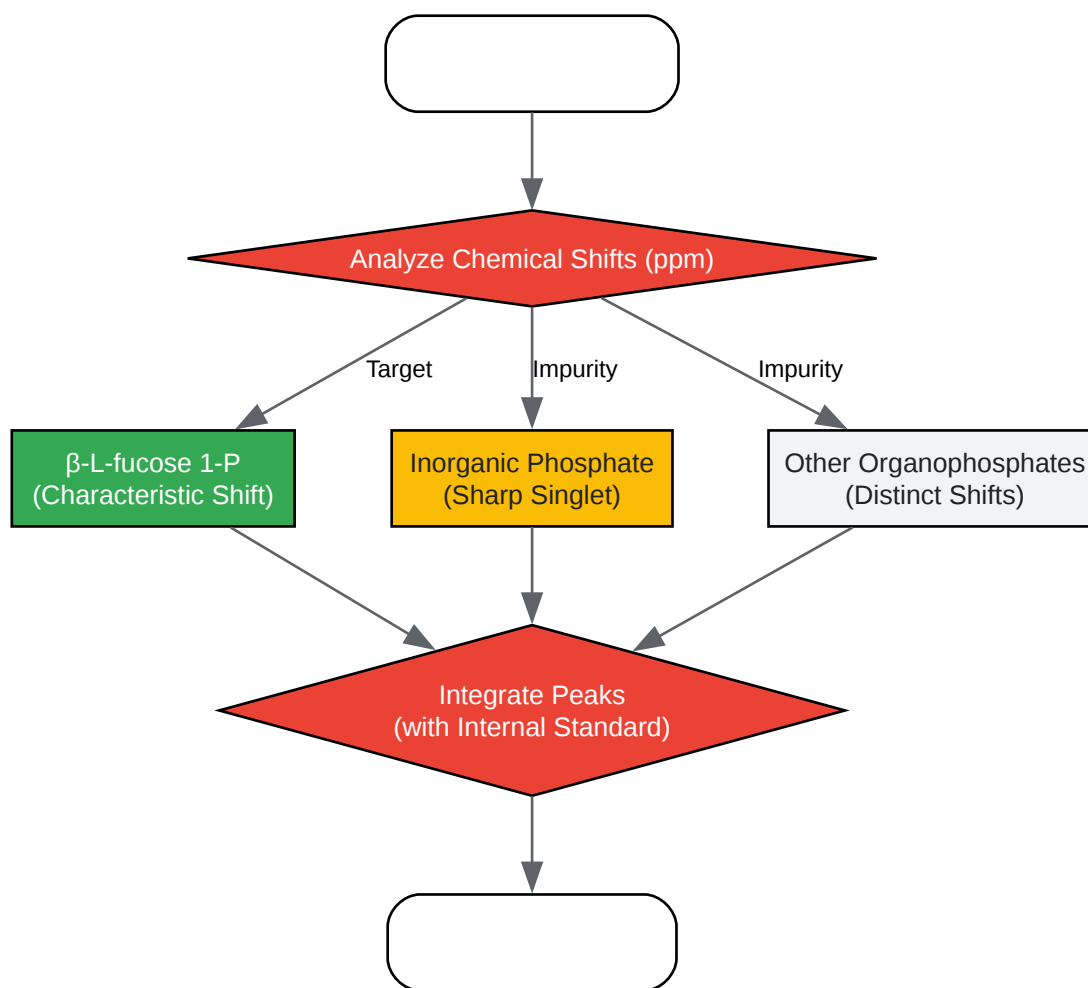 Analyze Chemical Shifts (ppm)
Target
Impurity
Impurity
β-L-fucose 1-P
(Characteristic Shift)
Inorganic Phosphate
(Sharp Singlet)
Other Organophosphates
(Distinct Shifts)
Integrate Peaks
(with Internal Standard)